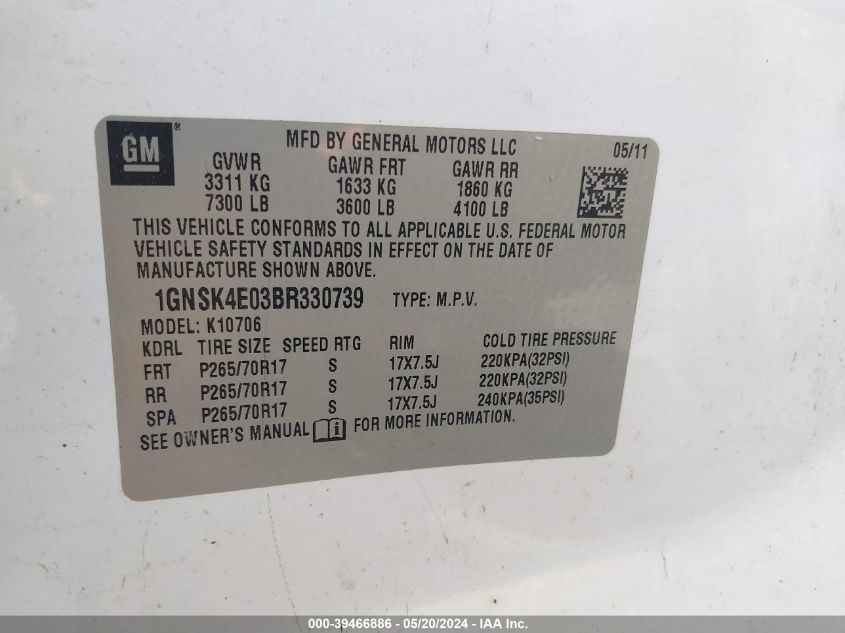 GM®
MFD BY GENERAL MOTORS LLC 05/11
GVWR GAWR FRT GAWR RR
3311 KG 1633 KG 1860 KG
7300 LB 3600 LB 4100 LB
THIS VEHICLE CONFORMS TO ALL APPLICABLE U.S. FEDERAL MOTOR
VEHICLE SAFETY STANDARDS IN EFFECT ON THE DATE OF
MANUFACTURE SHOWN ABOVE.
1GNSK4E03BR330739 TYPE: M.P.V.
MODEL: K10706
KDRL TIRE SIZE SPEED RTG RIM COLD TIRE PRESSURE
FRT P265/70R17 S 17X7.5J 220KPA(32PSI)
RR P265/70R17 S 17X7.5J 220KPA(32PSI)
SPA P265/70R17 S 17X7.5J 240KPA(35PSI)
SEE OWNER'S MANUAL i FOR MORE INFORMATION.
000-39466886 / 05/20/2024 - IAA Inc.